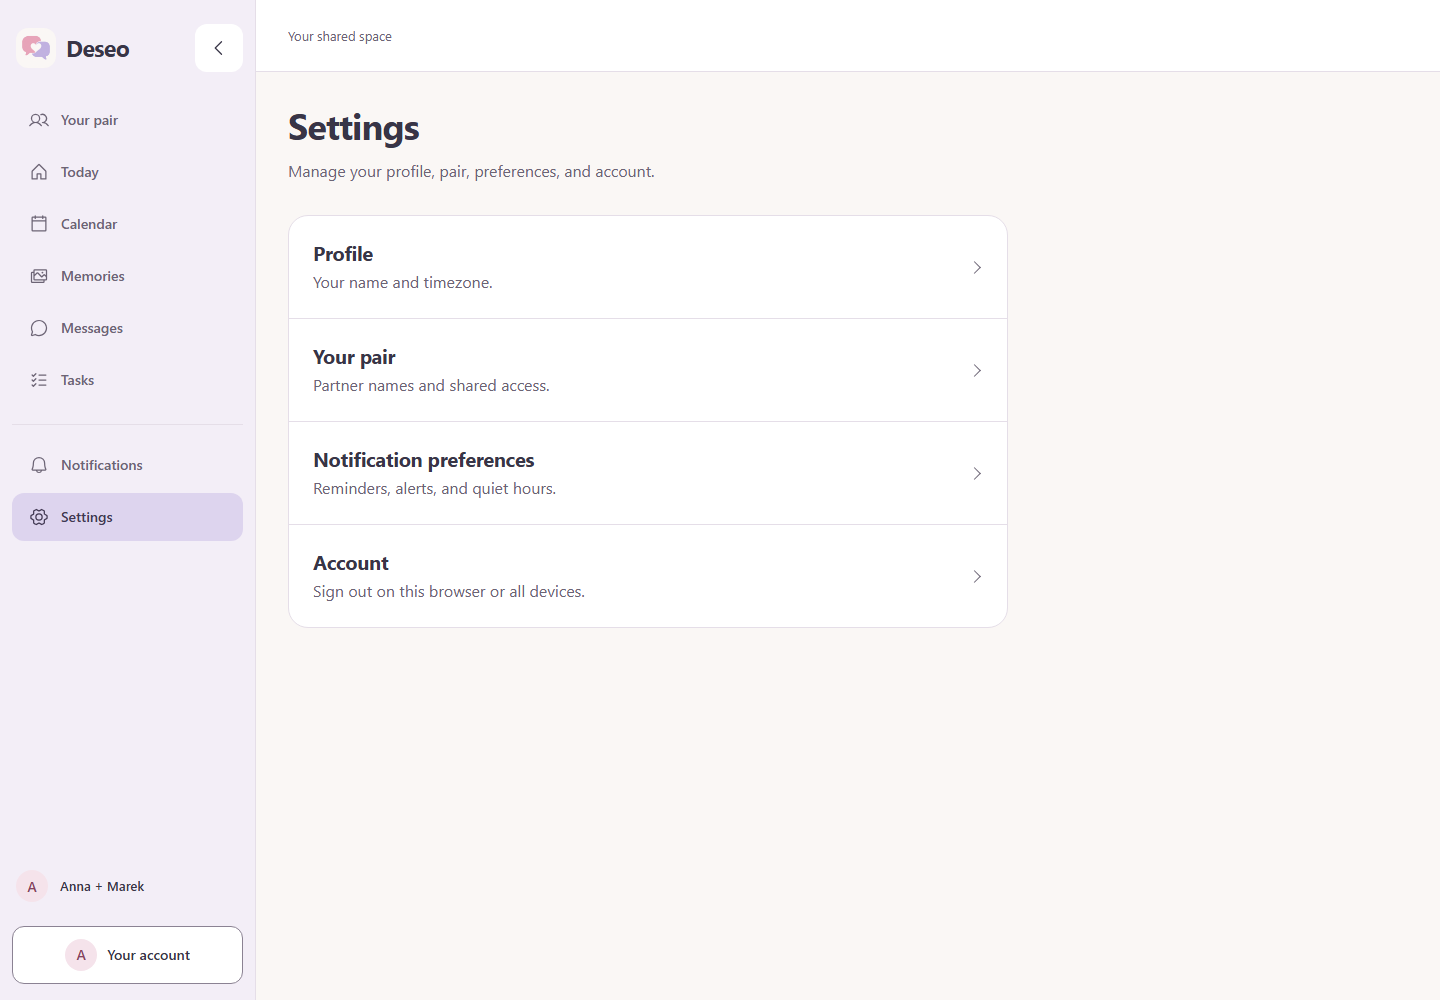 Deseo
Your pair
Today
Calendar
Memories
Messages
Tasks
Notifications
Settings
A
Anna + Marek
A
Your account
Your shared space
Settings
Manage your profile, pair, preferences, and account.
Profile
Your name and timezone.
Your pair
Partner names and shared access.
Notification preferences
Reminders, alerts, and quiet hours.
Account
Sign out on this browser or all devices.